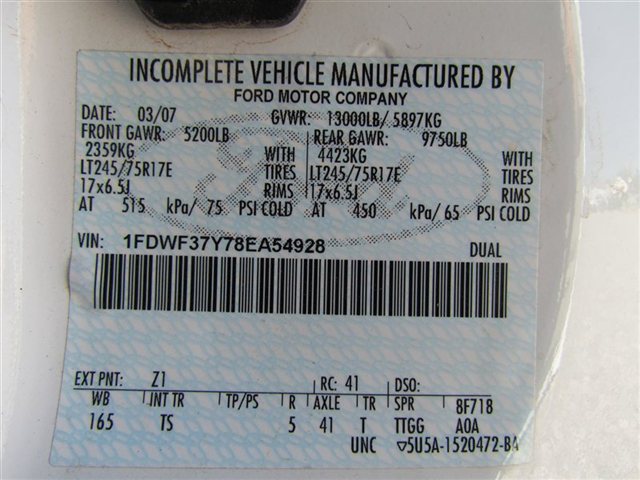 INCOMPLETE VEHICLE MANUFACTURED BY
FORD MOTOR COMPANY
DATE: 03/07 GVWR: 13000LB/ 5897KG
FRONT GAWR: 5200LB REAR GAWR: 9750LB
2359KG WITH 4423KG WITH
LT245/75R17E TIRES LT245/75R17E TIRES
17x6.5J RIMS 17x6.5J RIMS
AT 515 kPa/ 75 PSI COLD AT 450 kPa/ 65 PSI COLD
VIN: 1FDWF37Y78EA54928 DUAL
EXT PNT: Z1 RC: 41 DSO:
WB INT TR TP/PS R AXLE TR SPR 8F718
165 TS 5 41 T TTGG A0A
UNC ▽5U5A-1520472-BA